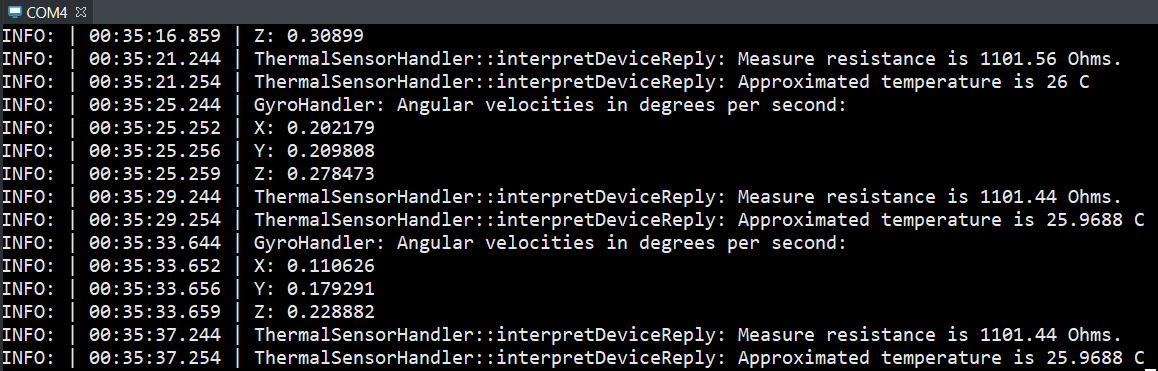 COM4
INFO: | 00:35:16.859 | Z: 0.30899
INFO: | 00:35:21.244 | ThermalSensorHandler::interpretDeviceReply: Measure resistance is 1101.56 Ohms.
INFO: | 00:35:21.254 | ThermalSensorHandler::interpretDeviceReply: Approximated temperature is 26 C
INFO: | 00:35:25.244 | GyroHandler: Angular velocities in degrees per second:
INFO: | 00:35:25.252 | X: 0.202179
INFO: | 00:35:25.256 | Y: 0.209808
INFO: | 00:35:25.259 | Z: 0.278473
INFO: | 00:35:29.244 | ThermalSensorHandler::interpretDeviceReply: Measure resistance is 1101.44 Ohms.
INFO: | 00:35:29.254 | ThermalSensorHandler::interpretDeviceReply: Approximated temperature is 25.9688 C
INFO: | 00:35:33.644 | GyroHandler: Angular velocities in degrees per second:
INFO: | 00:35:33.652 | X: 0.110626
INFO: | 00:35:33.656 | Y: 0.179291
INFO: | 00:35:33.659 | Z: 0.228882
INFO: | 00:35:37.244 | ThermalSensorHandler::interpretDeviceReply: Measure resistance is 1101.44 Ohms.
INFO: | 00:35:37.254 | ThermalSensorHandler::interpretDeviceReply: Approximated temperature is 25.9688 C